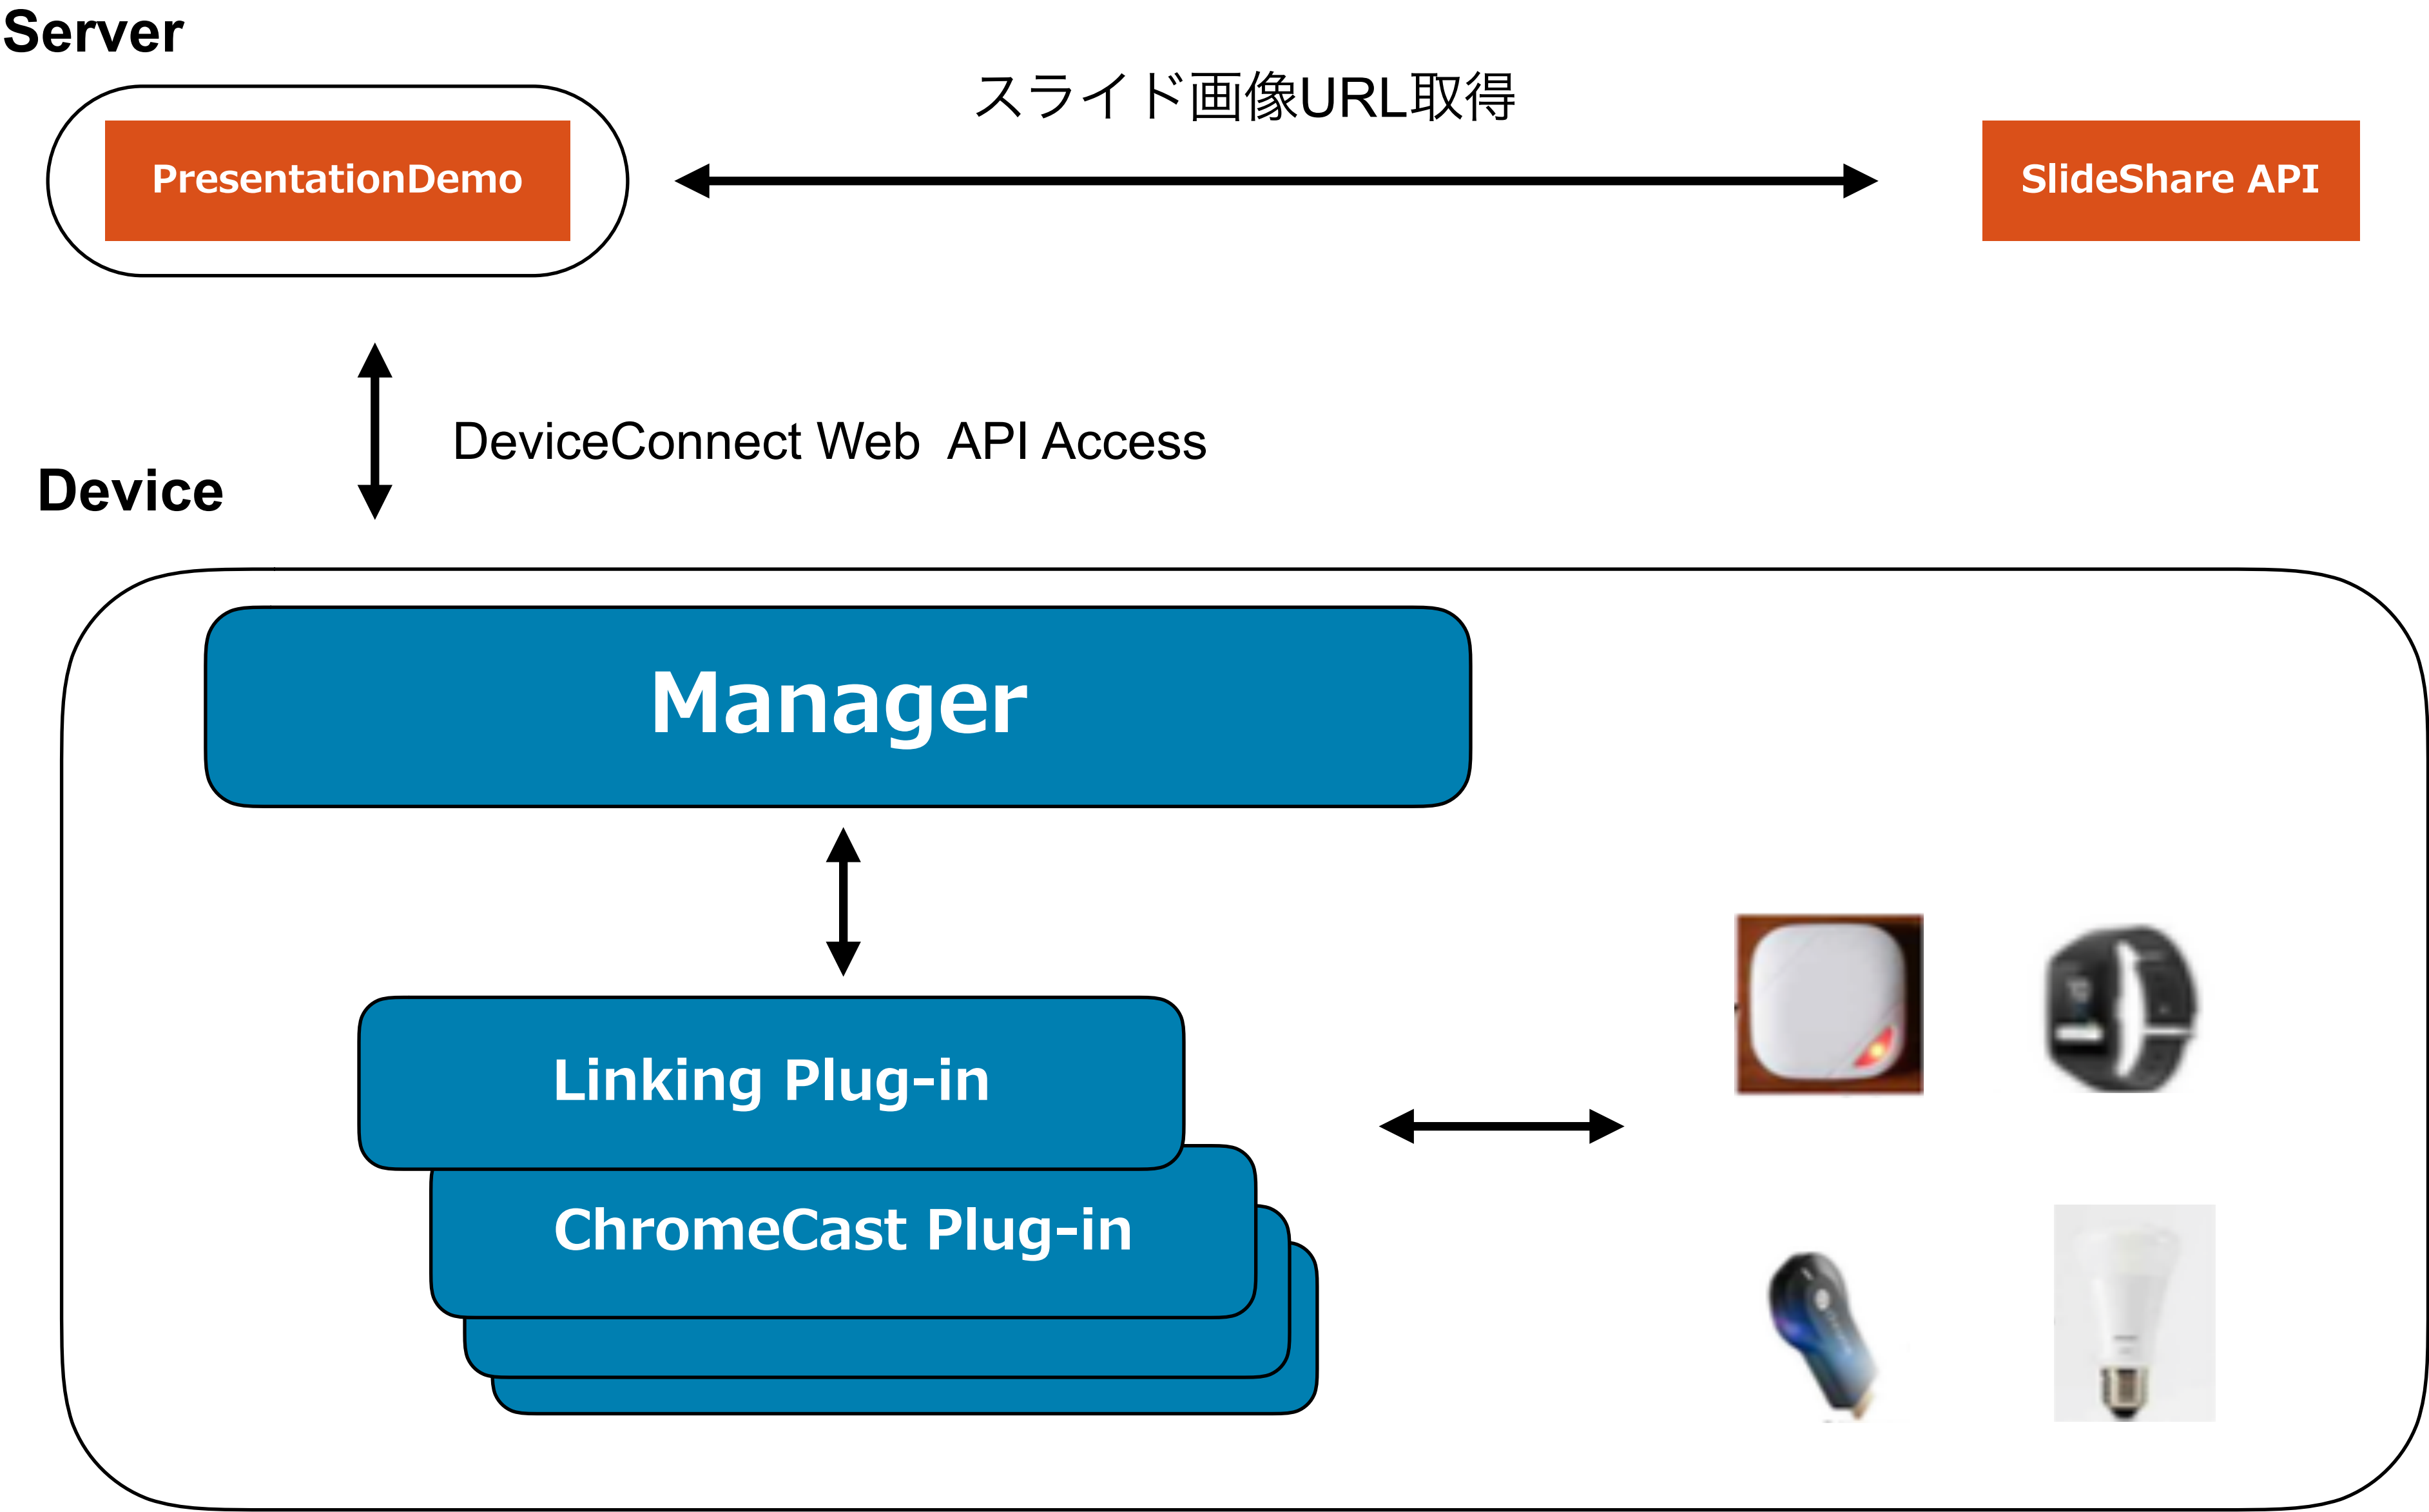 Server
スライド画像URL取得
PresentationDemo
SlideShare API
DeviceConnect Web  API Access
Device
Manager
Linking Plug-in
ChromeCast Plug-in